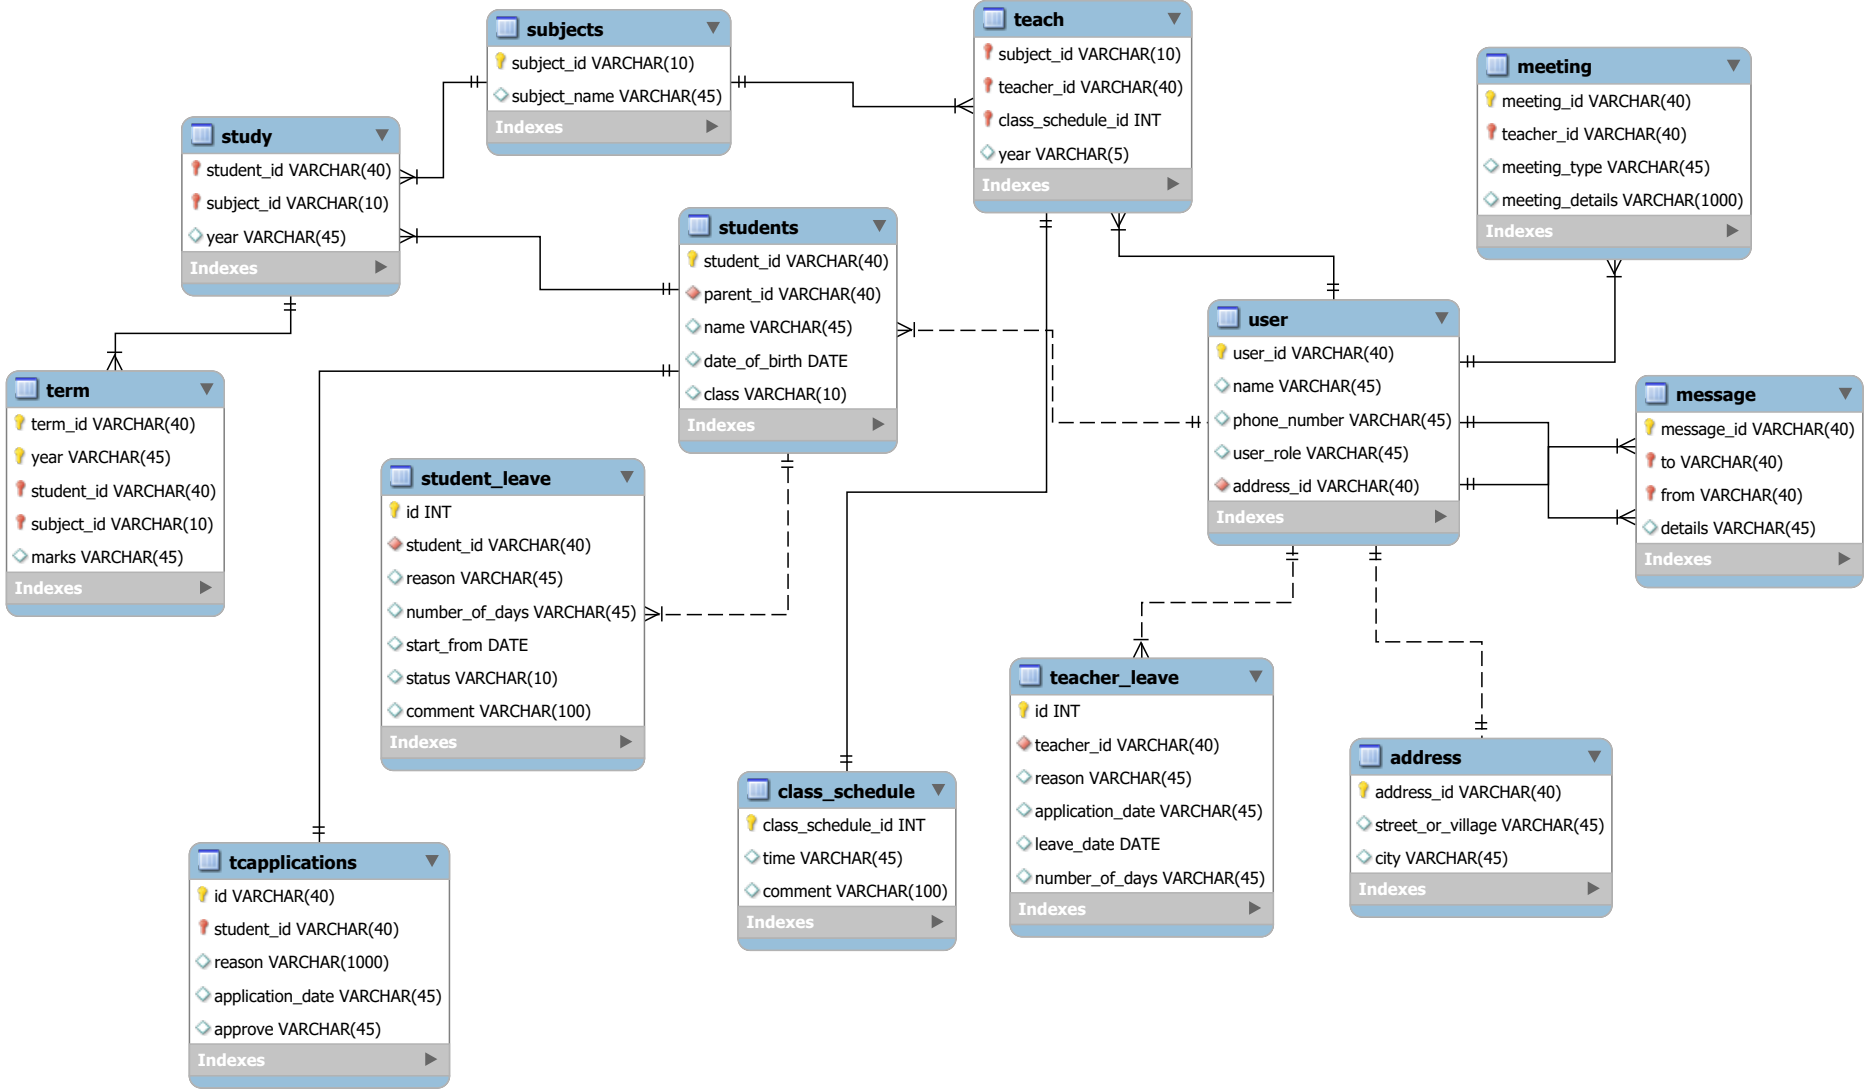 subjects
subject_id VARCHAR(10)
subject_name VARCHAR(45)
Indexes
teach
subject_id VARCHAR(10)
teacher_id VARCHAR(40)
class_schedule_id INT
year VARCHAR(5)
Indexes
meeting
meeting_id VARCHAR(40)
teacher_id VARCHAR(40)
meeting_type VARCHAR(45)
meeting_details VARCHAR(1000)
Indexes
study
student_id VARCHAR(40)
subject_id VARCHAR(10)
year VARCHAR(45)
Indexes
students
student_id VARCHAR(40)
parent_id VARCHAR(40)
name VARCHAR(45)
date_of_birth DATE
class VARCHAR(10)
Indexes
user
user_id VARCHAR(40)
name VARCHAR(45)
phone_number VARCHAR(45)
user_role VARCHAR(45)
address_id VARCHAR(40)
Indexes
term
term_id VARCHAR(40)
year VARCHAR(45)
student_id VARCHAR(40)
subject_id VARCHAR(10)
marks VARCHAR(45)
Indexes
message
message_id VARCHAR(40)
to VARCHAR(40)
from VARCHAR(40)
details VARCHAR(45)
Indexes
student_leave
id INT
student_id VARCHAR(40)
reason VARCHAR(45)
number_of_days VARCHAR(45)
start_from DATE
status VARCHAR(10)
comment VARCHAR(100)
Indexes
teacher_leave
id INT
teacher_id VARCHAR(40)
reason VARCHAR(45)
application_date VARCHAR(45)
leave_date DATE
number_of_days VARCHAR(45)
Indexes
address
address_id VARCHAR(40)
street_or_village VARCHAR(45)
city VARCHAR(45)
Indexes
class_schedule
class_schedule_id INT
time VARCHAR(45)
comment VARCHAR(100)
Indexes
tcapplications
id VARCHAR(40)
student_id VARCHAR(40)
reason VARCHAR(1000)
application_date VARCHAR(45)
approve VARCHAR(45)
Indexes